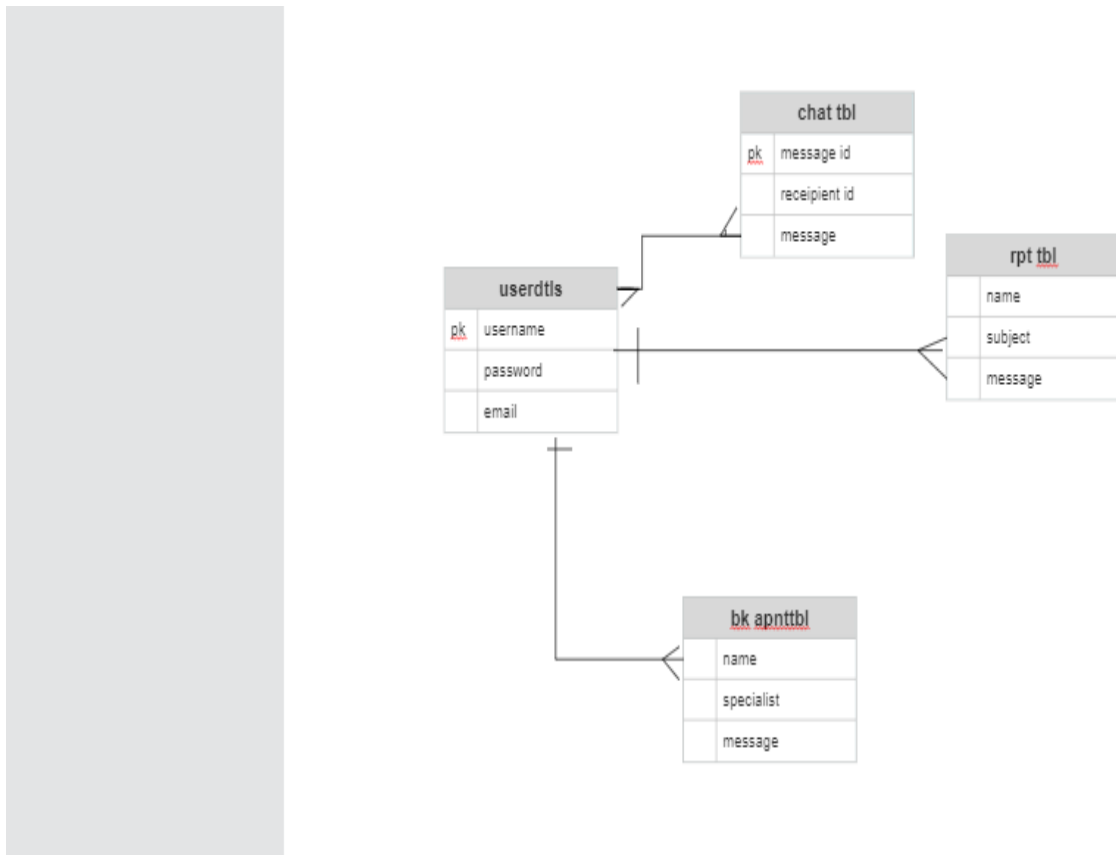 chat tbl
pk message id
receipient id
message
rpt tbl
name
subject
message
userdtls
pk username
password
email
bk apnttbl
name
specialist
message